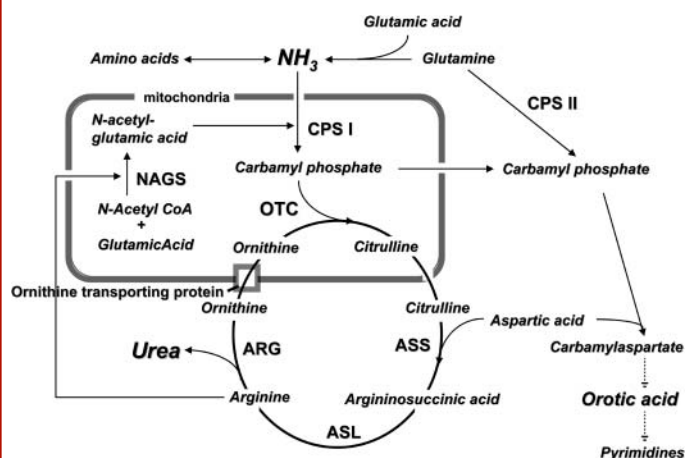 Glutamic acid
Amino acids
NH3
Glutamine
mitochondria
CPS II
N-acetyl-
glutamic acid
CPS I
NAGS
Carbamyl phosphate
Carbamyl phosphate
N-Acetyl CoA
+
GlutamicAcid
OTC
Ornithine
Citrulline
Ornithine transporting protein
Ornithine
Citrulline
Aspartic acid
Urea
ARG
ASS
Carbamylaspartate
Arginine
Argininosuccinic acid
Orotic acid
ASL
Pyrimidines